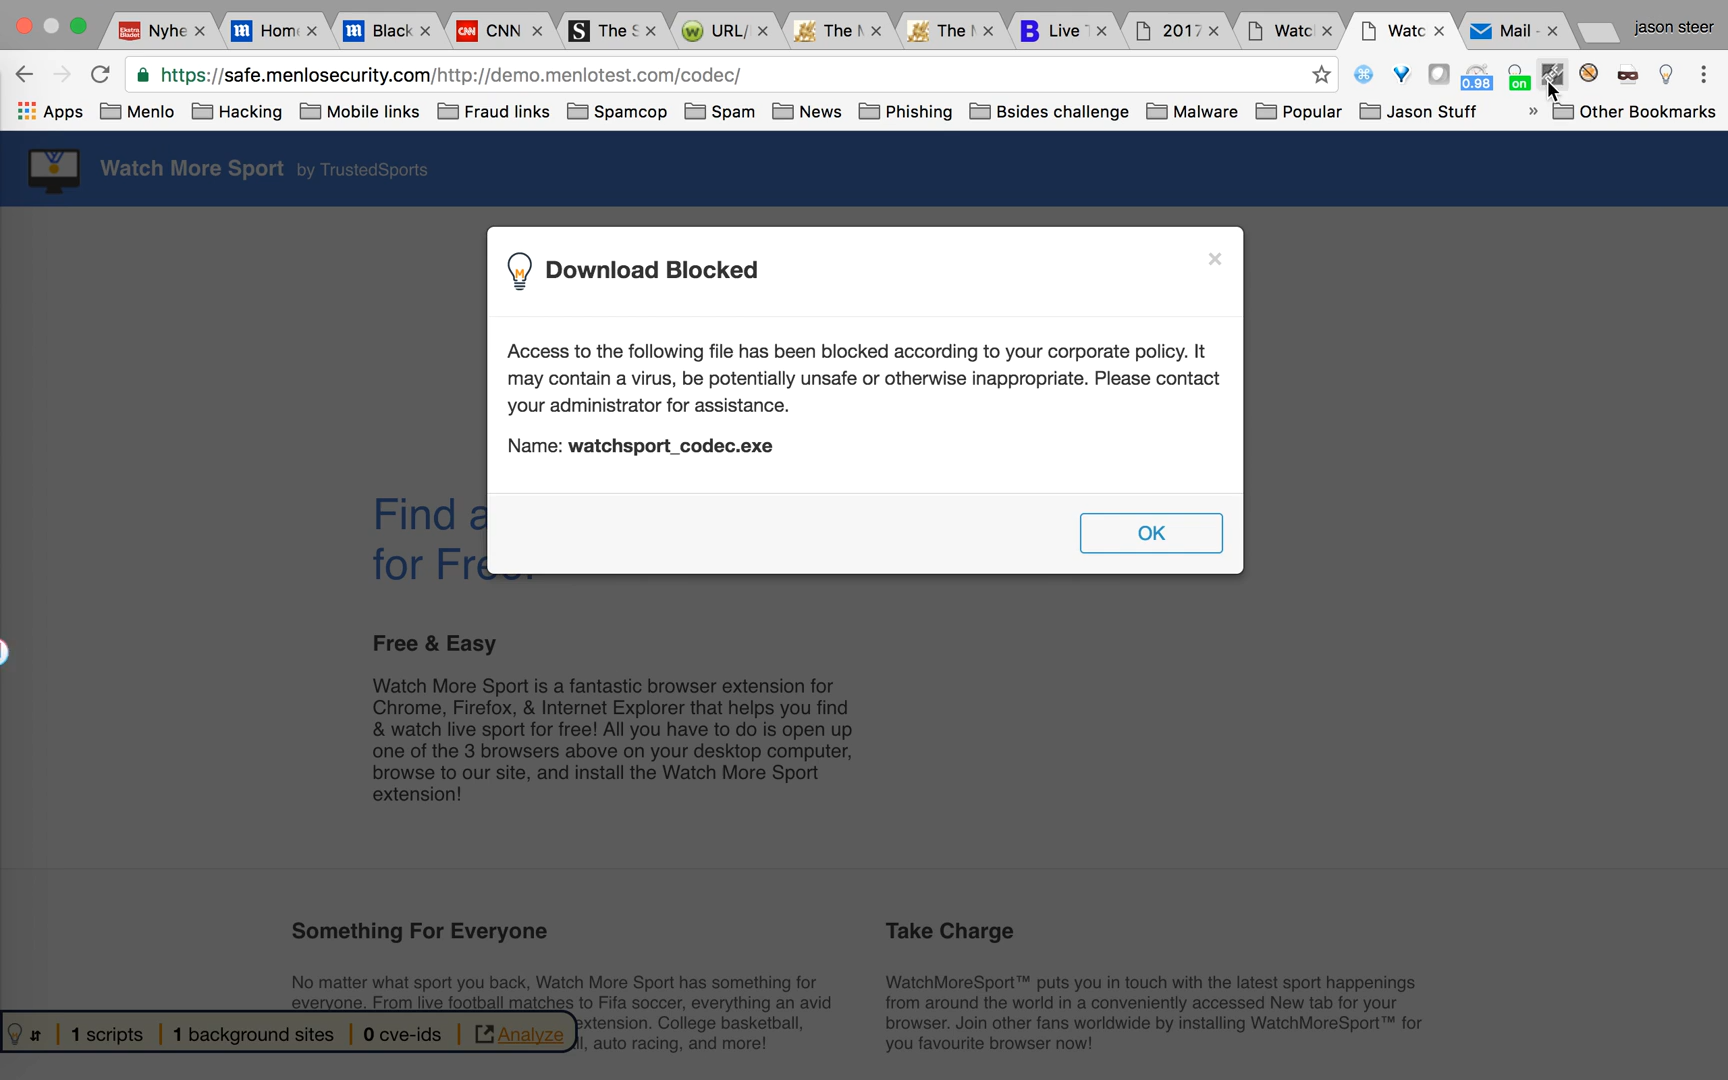 Nyhe Hom Black CNN CNN The S URL/ The M The M Live T 2017 Watch Watc Mail - jason steer
https://safe.menlosecurity.com/http://demo.menlotest.com/codec/ 0.98 on
Apps Menlo Hacking Mobile links Fraud links Spamcop Spam News Phishing Bsides challenge Malware Popular Jason Stuff » Other Bookmarks
Watch More Sport by TrustedSports
Download Blocked ×
Access to the following file has been blocked according to your corporate policy. It
may contain a virus, be potentially unsafe or otherwise inappropriate. Please contact
your administrator for assistance.
Name: watchsport_codec.exe
OK
Find a
for Free!
Free & Easy
Watch More Sport is a fantastic browser extension for
Chrome, Firefox, & Internet Explorer that helps you find
& watch live sport for free! All you have to do is open up
one of the 3 browsers above on your desktop computer,
browse to our site, and install the Watch More Sport
extension!
Something For Everyone
No matter what sport you back, Watch More Sport has something for
everyone. From live football matches to Fifa soccer, everything an avid
extension. College basketball,
ll, auto racing, and more!
Take Charge
WatchMoreSport™ puts you in touch with the latest sport happenings
from around the world in a conveniently accessed New tab for your
browser. Join other fans worldwide by installing WatchMoreSport™ for
you favourite browser now!
1 scripts | 1 background sites | 0 cve-ids | Analyze